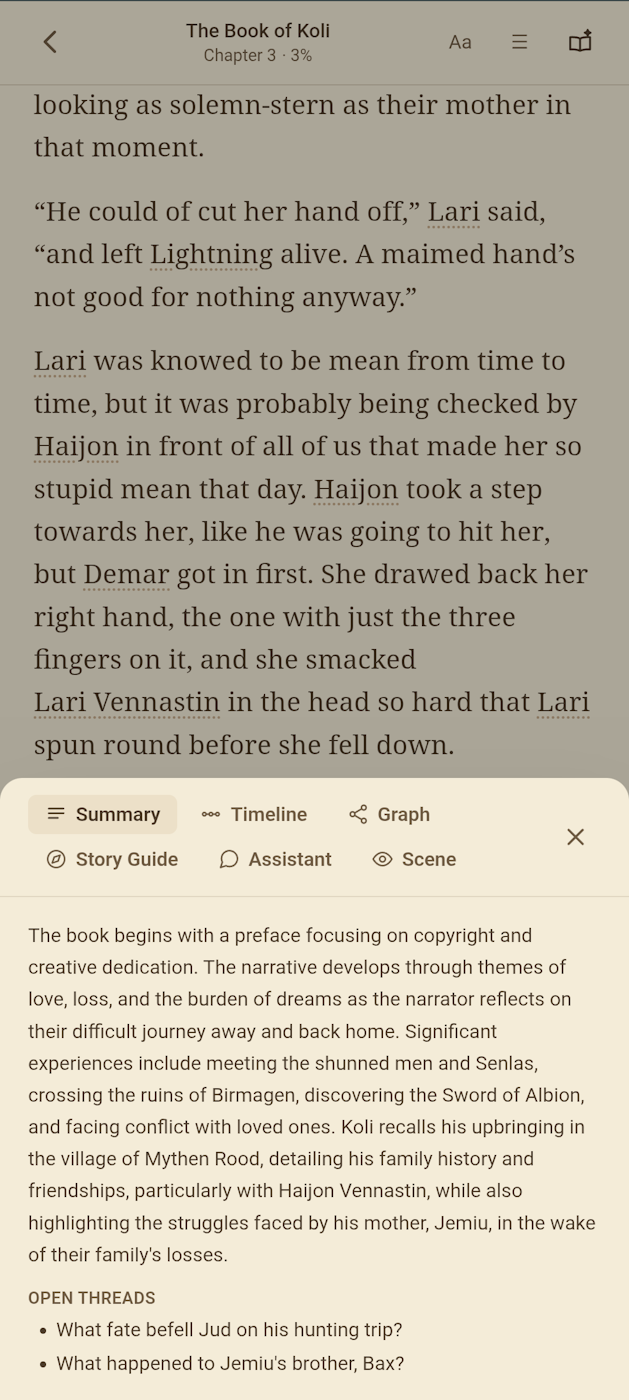 The Book of Koli
Chapter 3 · 3%
Aa
looking as solemn-stern as their mother in
that moment.
“He could of cut her hand off,” Lari said,
“and left Lightning alive. A maimed hand’s
not good for nothing anyway.”
Lari was knowed to be mean from time to
time, but it was probably being checked by
Haijon in front of all of us that made her so
stupid mean that day. Haijon took a step
towards her, like he was going to hit her,
but Demar got in first. She drawed back her
right hand, the one with just the three
fingers on it, and she smacked
Lari Vennastin in the head so hard that Lari
spun round before she fell down.
Summary
Timeline
Graph
Story Guide
Assistant
Scene
The book begins with a preface focusing on copyright and
creative dedication. The narrative develops through themes of
love, loss, and the burden of dreams as the narrator reflects on
their difficult journey away and back home. Significant
experiences include meeting the shunned men and Senlas,
crossing the ruins of Birmagen, discovering the Sword of Albion,
and facing conflict with loved ones. Koli recalls his upbringing in
the village of Mythen Rood, detailing his family history and
friendships, particularly with Haijon Vennastin, while also
highlighting the struggles faced by his mother, Jemiu, in the wake
of their family's losses.
OPEN THREADS
• What fate befell Jud on his hunting trip?
• What happened to Jemiu's brother, Bax?